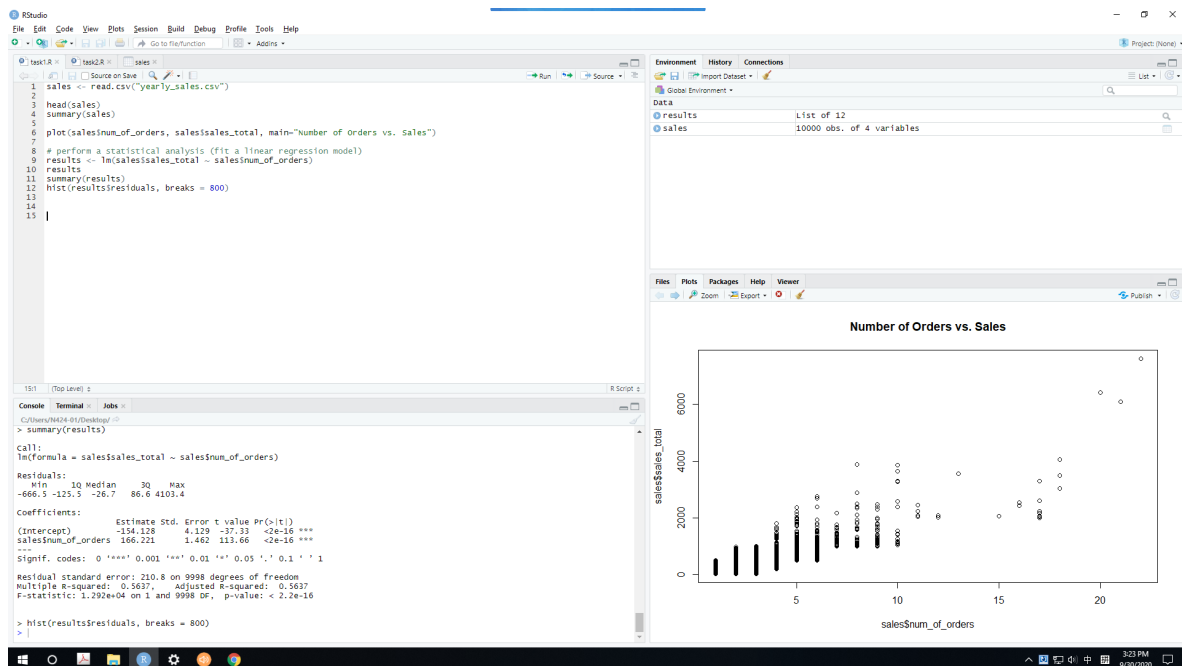 RStudio
File Edit Code View Plots Session Build Debug Profile Tools Help
Go to file/function Addins
Project: (None)
task1.R task2.R sales
Source on Save Run Source
1 sales <- read.csv("yearly_sales.csv")
2
3 head(sales)
4 summary(sales)
5
6 plot(sales$num_of_orders, sales$sales_total, main="Number of Orders vs. Sales")
7
8 # perform a statistical analysis (fit a linear regression model)
9 results <- lm(sales$sales_total ~ sales$num_of_orders)
10 results
11 summary(results)
12 hist(results$residuals, breaks = 800)
13
14
15
15:1 (Top Level) R Script
Console Terminal Jobs
C:/Users/N424-01/Desktop/
> summary(results)
Call:
lm(formula = sales$sales_total ~ sales$num_of_orders)
Residuals:
Min 1Q Median 3Q Max
-666.5 -125.5 -26.7 86.6 4103.4
Coefficients:
Estimate Std. Error t value Pr(>|t|)
(Intercept) -154.128 4.129 -37.33 <2e-16 ***
sales$num_of_orders 166.221 1.462 113.66 <2e-16 ***
---
Signif. codes: 0 '***' 0.001 '**' 0.01 '*' 0.05 '.' 0.1 ' ' 1
Residual standard error: 210.8 on 9998 degrees of freedom
Multiple R-squared: 0.5637, Adjusted R-squared: 0.5637
F-statistic: 1.292e+04 on 1 and 9998 DF, p-value: < 2.2e-16
> hist(results$residuals, breaks = 800)
>
Environment History Connections
Import Dataset List
Global Environment
Data
results List of 12
sales 10000 obs. of 4 variables
Files Plots Packages Help Viewer
Zoom Export Publish
Number of Orders vs. Sales
sales$sales_total
6000
4000
2000
0
5 10 15 20
sales$num_of_orders
中
3:23 PM
9/30/2020